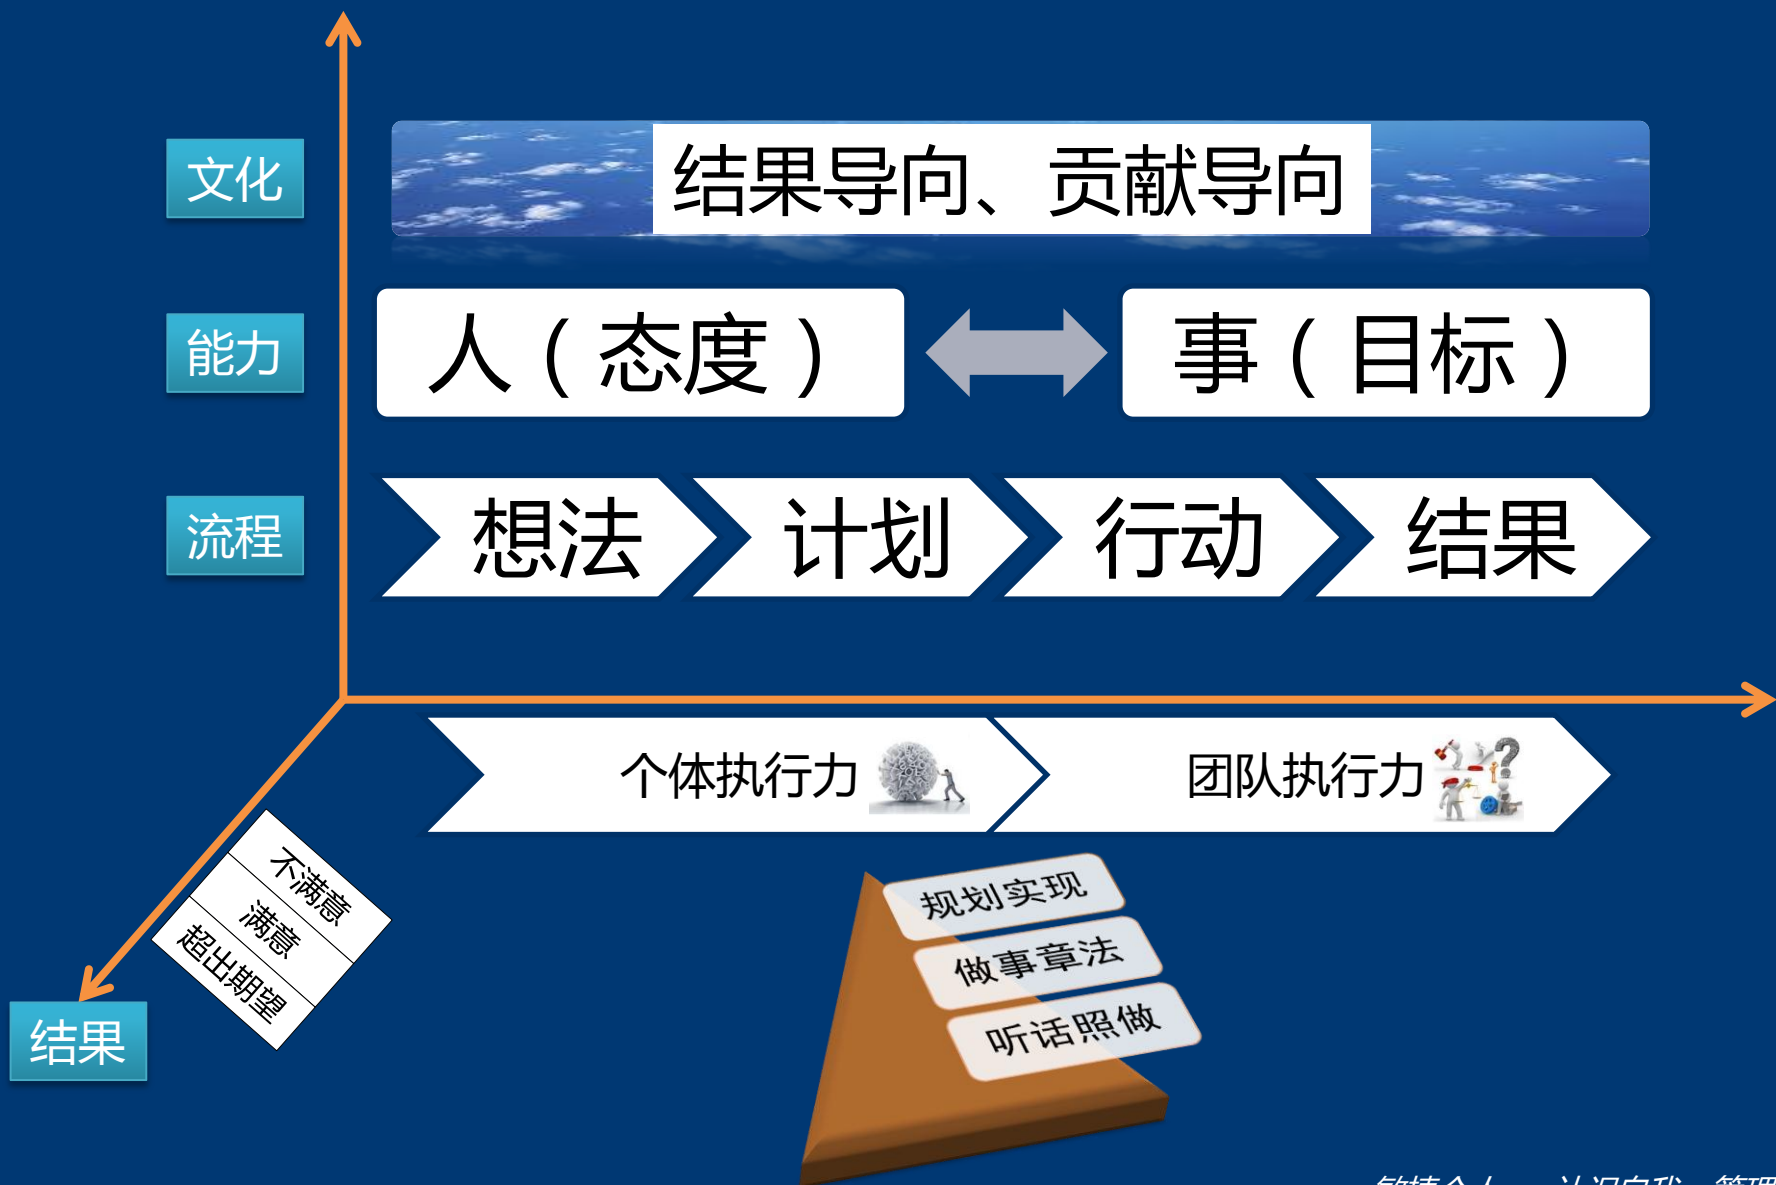 文化
结果导向、贡献导向
能力
人（态度）
事（目标）
流程
想法
计划
行动
结果
个体执行力
团队执行力
不满意
满意
超出期望
结果
规划实现
做事章法
听话照做